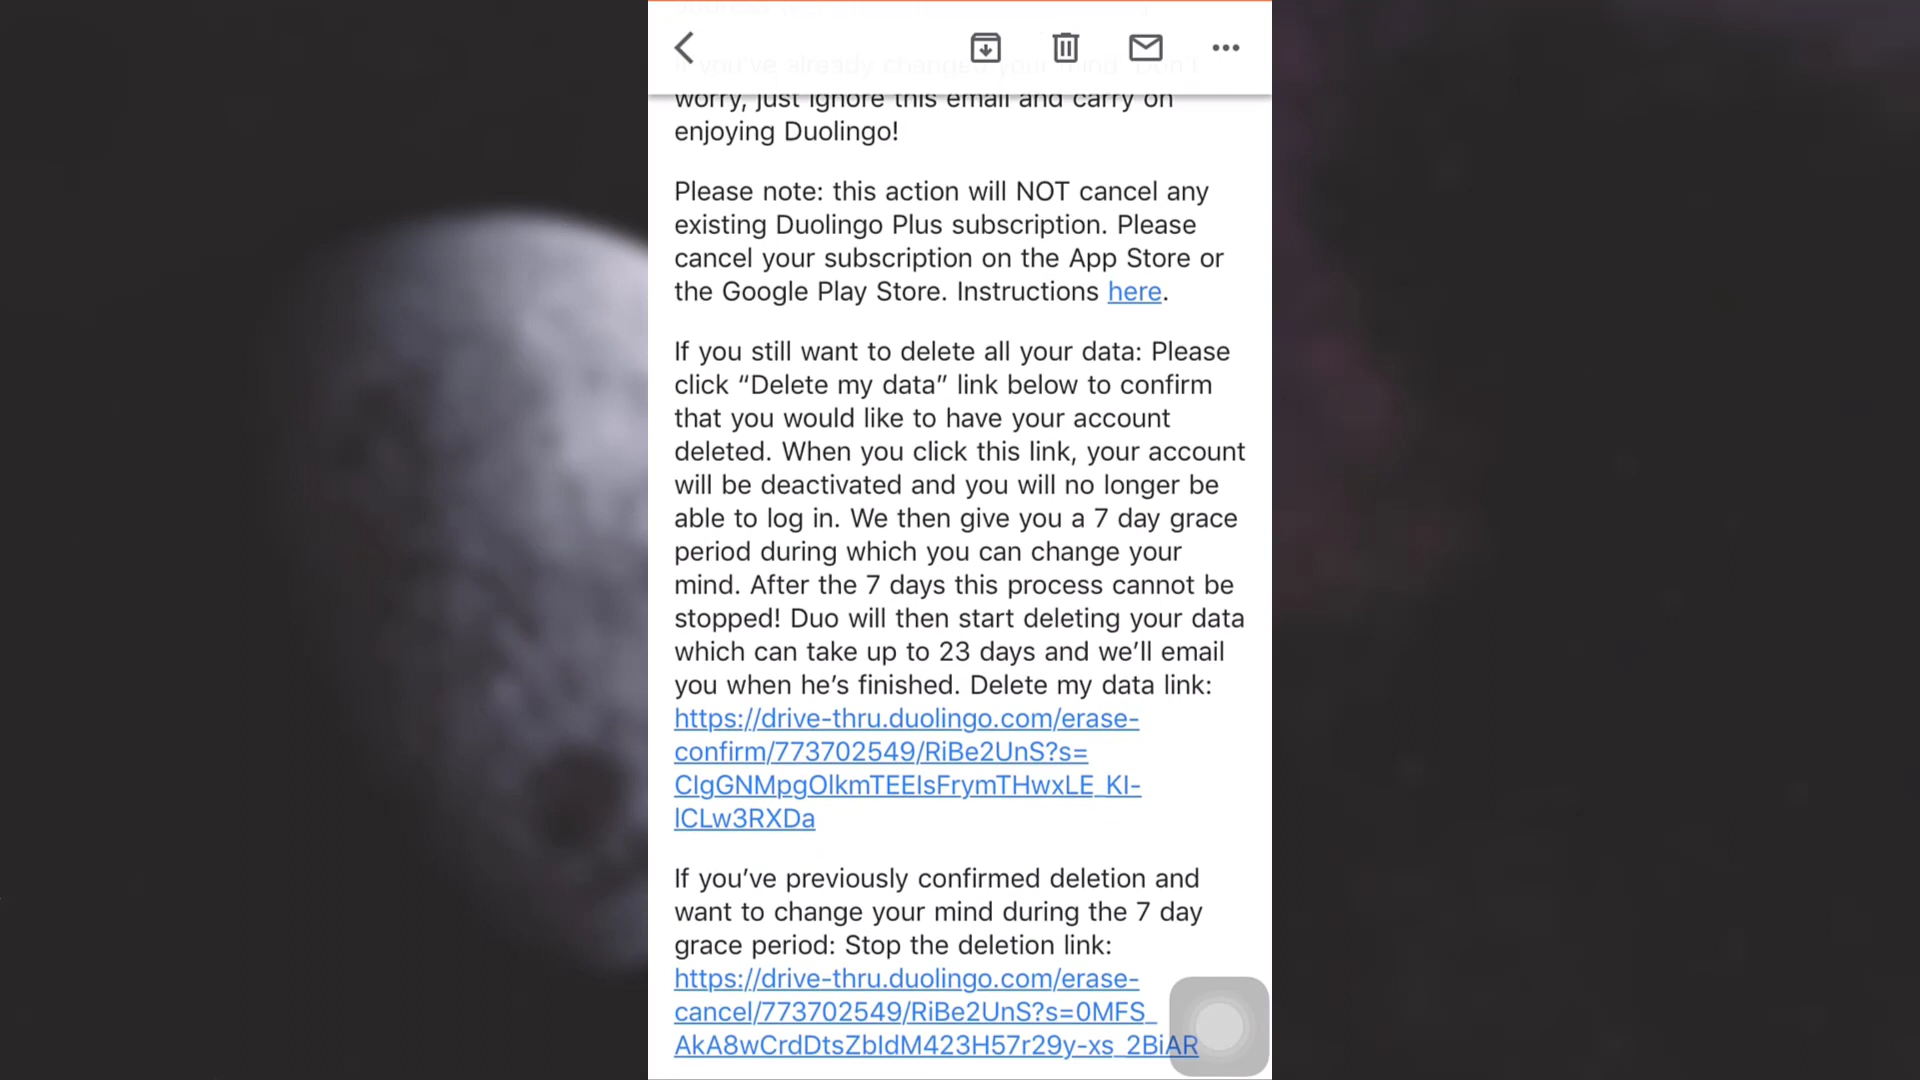 If you've already changed your mind: Don't
worry, just ignore this email and carry on
enjoying Duolingo!
Please note: this action will NOT cancel any
existing Duolingo Plus subscription. Please
cancel your subscription on the App Store or
the Google Play Store. Instructions here.
If you still want to delete all your data: Please
click “Delete my data” link below to confirm
that you would like to have your account
deleted. When you click this link, your account
will be deactivated and you will no longer be
able to log in. We then give you a 7 day grace
period during which you can change your
mind. After the 7 days this process cannot be
stopped! Duo will then start deleting your data
which can take up to 23 days and we’ll email
you when he’s finished. Delete my data link:
https://drive-thru.duolingo.com/erase-
confirm/773702549/RiBe2UnS?s=
CIgGNMpgOlkmTEEIsFrymTHwxLE_KI-
lCLw3RXDa
If you’ve previously confirmed deletion and
want to change your mind during the 7 day
grace period: Stop the deletion link:
https://drive-thru.duolingo.com/erase-
cancel/773702549/RiBe2UnS?s=0MFS_
AkA8wCrdDtsZbIdM423H57r29y-xs_2BiAR